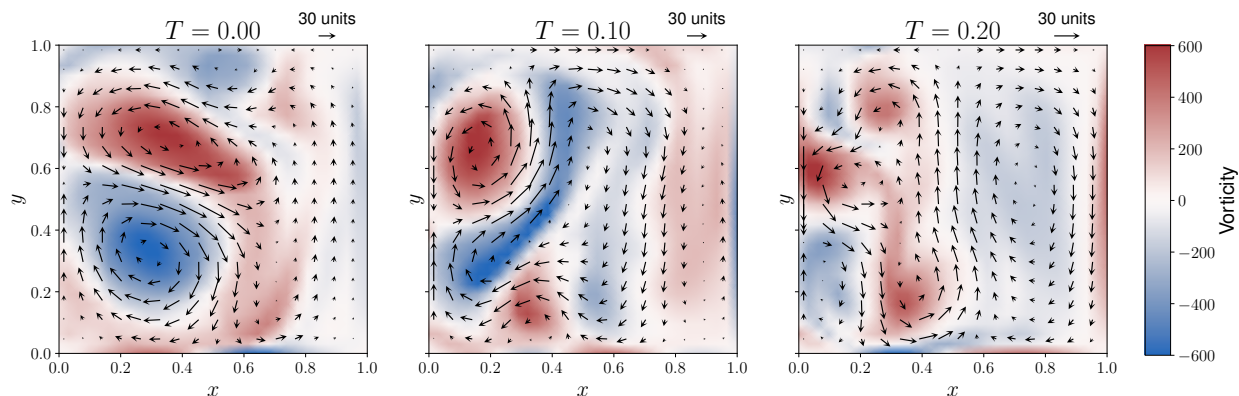 30 units
30 units
30 units
T = 0.00
T = 0.10
T = 0.20
1.0
0.8
0.6
0.4
0.2
0.0
y
0.0 0.2 0.4 0.6 0.8 1.0
x
y
0.0 0.2 0.4 0.6 0.8 1.0
x
y
0.0 0.2 0.4 0.6 0.8 1.0
x
600
400
200
0
−200
−400
−600
Vorticity